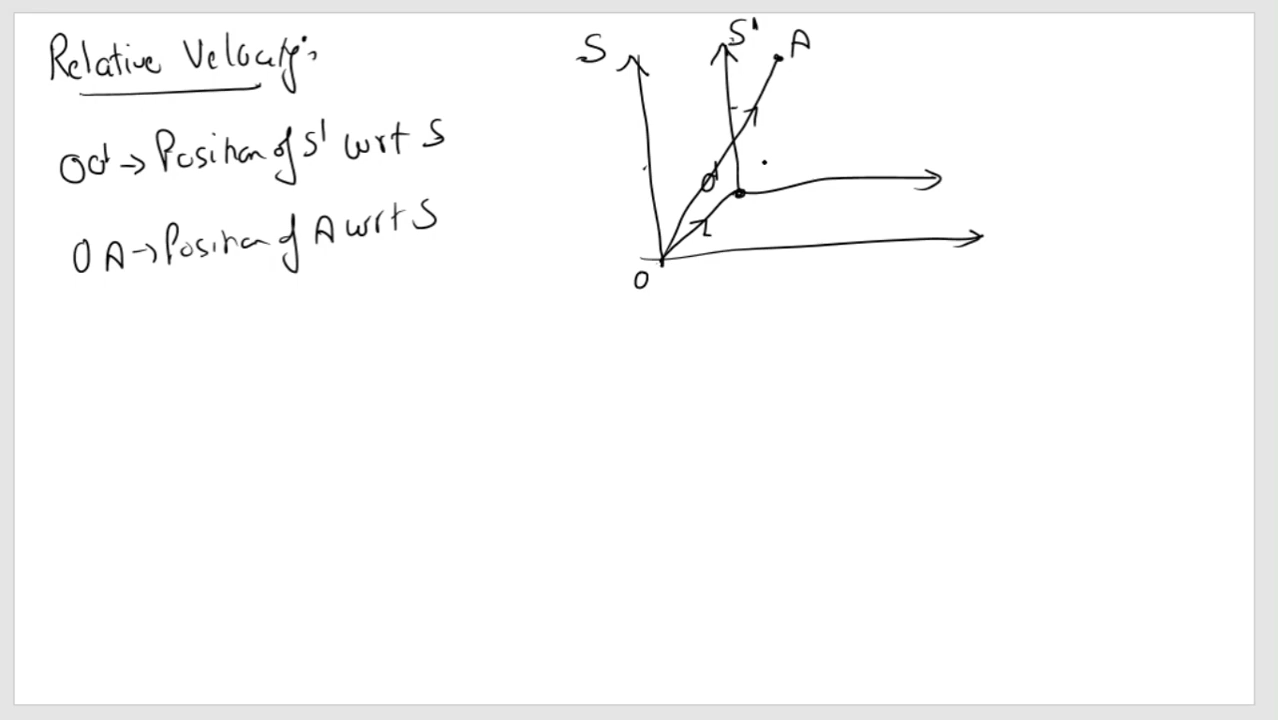 Relative Velocity:
OO' → Position of S' wrt S
OA → Position of A wrt S
S
S'
A
O'
O